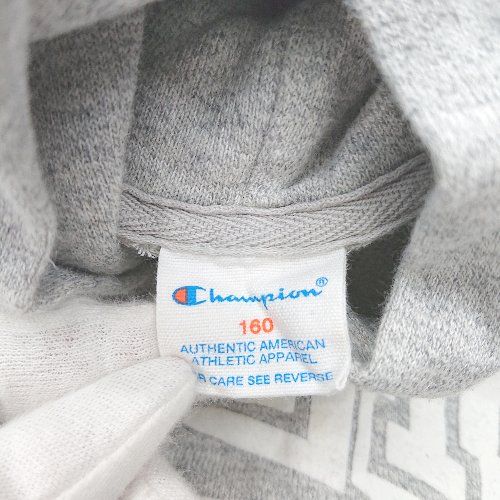 Champion®
160
AUTHENTIC AMERICAN
ATHLETIC APPAREL
CARE SEE REVERSE